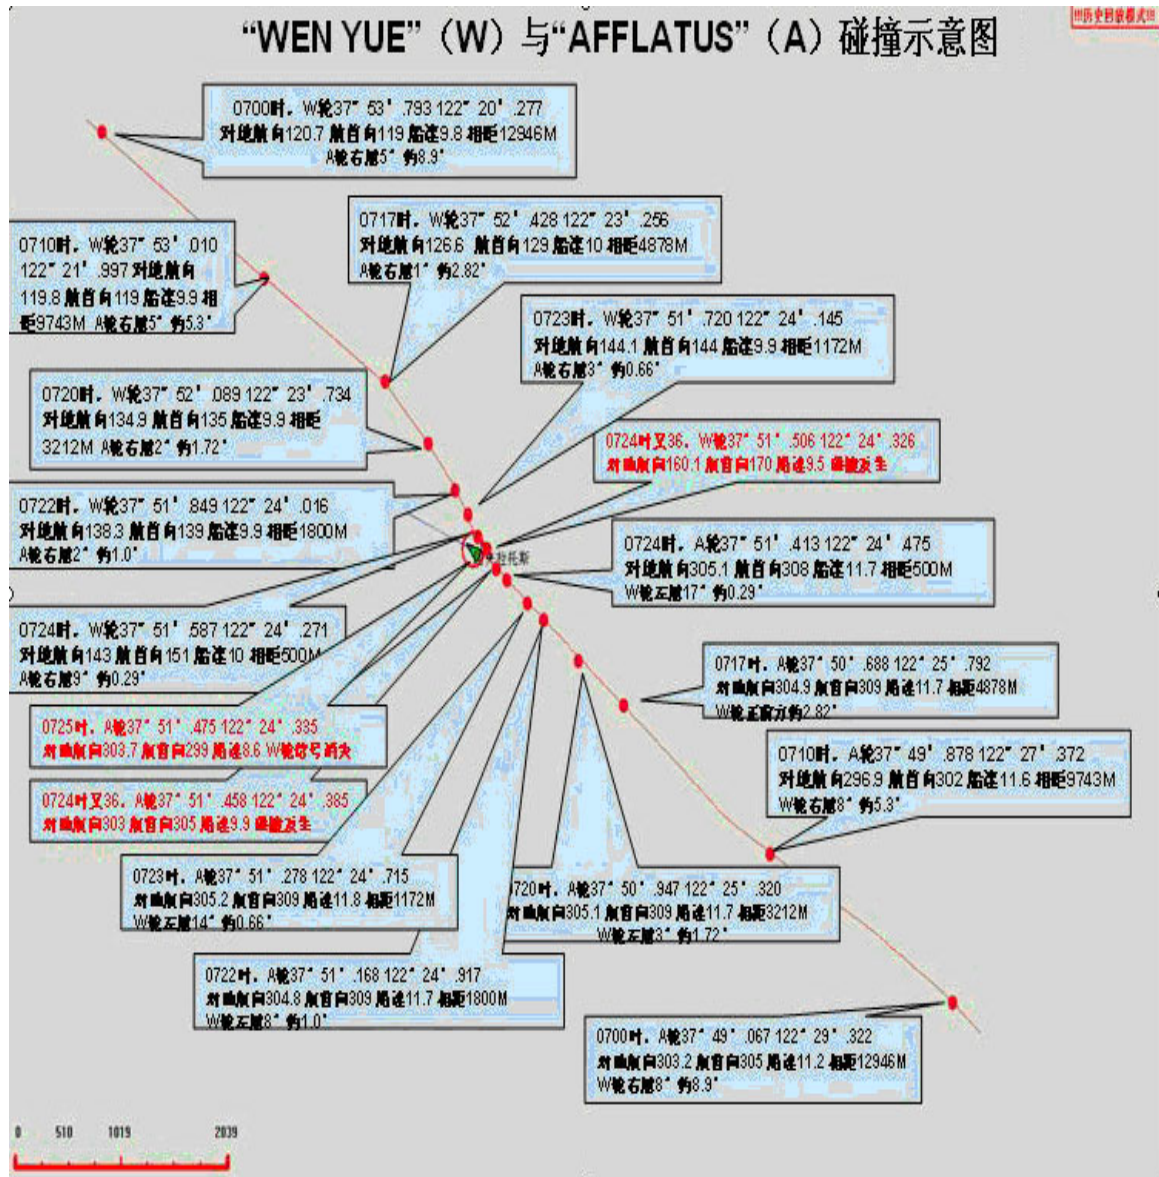 !!!历史回放模式!!!
“WEN YUE”（W）与“AFFLATUS”（A）碰撞示意图
0700时，W轮37° 53' .793 122° 20' .277
对地航向120.7 航首向119 船速9.8 相距12946M
A轮右舷5° 约8.9'
0717时，W轮37° 52' .428 122° 23' .256
对地航向126.6 航首向129 船速10 相距4878M
A轮右舷1° 约2.82'
0710时，W轮37° 53' .010
122° 21' .997 对地航向
119.8 航首向119 船速9.9 相
距9743M A轮右舷5° 约5.3'
0723时，W轮37° 51' .720 122° 24' .145
对地航向144.1 航首向144 船速9.9 相距1172M
A轮右舷3° 约0.66'
0720时，W轮37° 52' .089 122° 23' .734
对地航向134.9 航首向135 船速9.9 相距
3212M A轮右舷2° 约1.72'
0724时又36，W轮37° 51' .506 122° 24' .326
对地航向160.1 航首向170 船速9.5 碰撞发生
0722时，W轮37° 51' .849 122° 24' .016
对地航向138.3 航首向139 船速9.9 相距1800M
A轮右舷2° 约1.0'
拉托斯
0724时，A轮37° 51' .413 122° 24' .475
对地航向305.1 航首向308 船速11.7 相距500M
W轮左舷17° 约0.29'
0724时，W轮37° 51' .587 122° 24' .271
对地航向143 航首向151 船速10 相距500M
A轮右舷9° 约0.29'
0717时，A轮37° 50' .688 122° 25' .792
对地航向304.9 航首向309 船速11.7 相距4878M
W轮正前方约2.82'
0725时，A轮37° 51' .475 122° 24' .335
对地航向303.7 航首向299 船速8.6 W轮信号消失
0710时，A轮37° 49' .878 122° 27' .372
对地航向296.9 航首向302 船速11.6 相距9743M
W轮右舷8° 约5.3'
0724时又36，A轮37° 51' .458 122° 24' .385
对地航向303 航首向305 船速9.9 碰撞发生
0723时，A轮37° 51' .278 122° 24' .715
对地航向305.2 航首向309 船速11.8 相距1172M
W轮左舷14° 约0.66'
0720时，A轮37° 50' .947 122° 25' .320
对地航向305.1 航首向309 船速11.7 相距3212M
W轮左舷3° 约1.72'
0722时，A轮37° 51' .168 122° 24' .917
对地航向304.8 航首向309 船速11.7 相距1800M
W轮左舷8° 约1.0'
0700时，A轮37° 49' .067 122° 29' .322
对地航向303.2 航首向305 船速11.2 相距12946M
W轮右舷8° 约8.9'
0 510 1019 2039